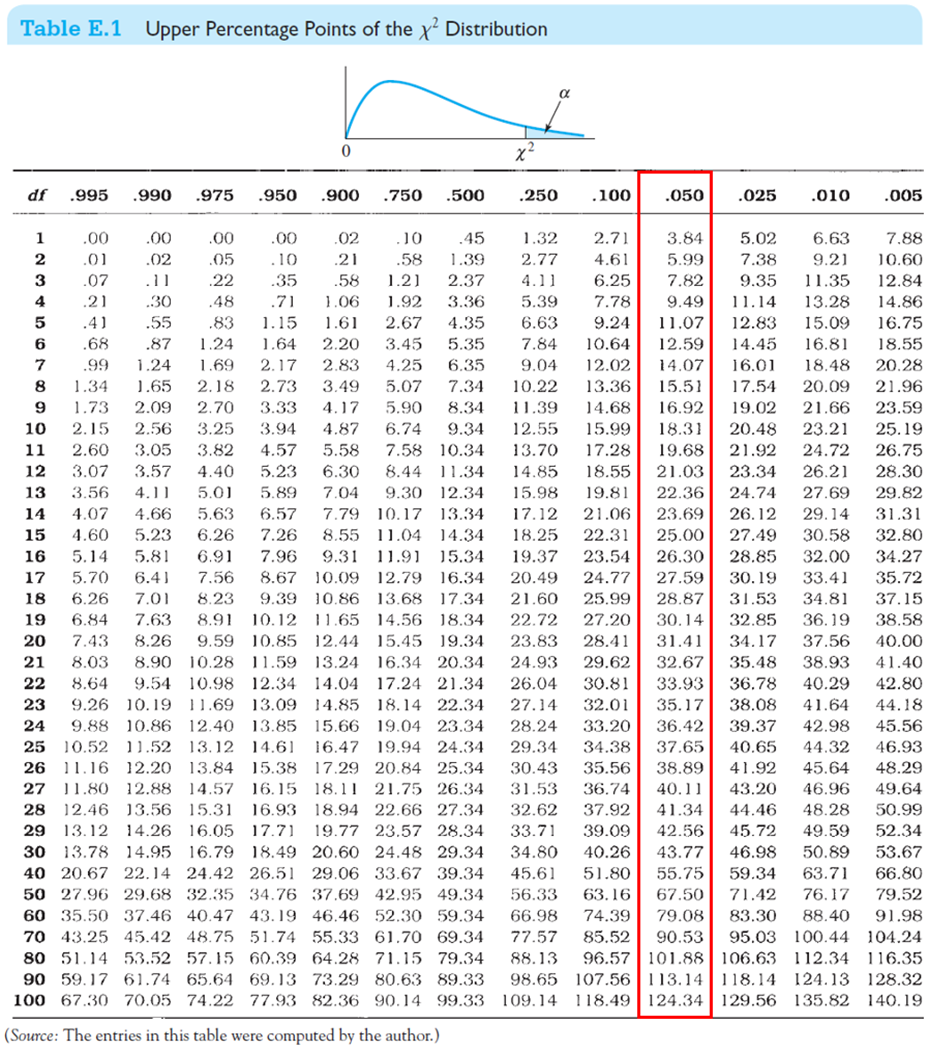 Table E.1 Upper Percentage Points of the χ² Distribution
α
0 χ²
df .995 .990 .975 .950 .900 .750 .500 .250 .100 .050 .025 .010 .005
1 .00 .00 .00 .00 .02 .10 .45 1.32 2.71 3.84 5.02 6.63 7.88
2 .01 .02 .05 .10 .21 .58 1.39 2.77 4.61 5.99 7.38 9.21 10.60
3 .07 .11 .22 .35 .58 1.21 2.37 4.11 6.25 7.82 9.35 11.35 12.84
4 .21 .30 .48 .71 1.06 1.92 3.36 5.39 7.78 9.49 11.14 13.28 14.86
5 .41 .55 .83 1.15 1.61 2.67 4.35 6.63 9.24 11.07 12.83 15.09 16.75
6 .68 .87 1.24 1.64 2.20 3.45 5.35 7.84 10.64 12.59 14.45 16.81 18.55
7 .99 1.24 1.69 2.17 2.83 4.25 6.35 9.04 12.02 14.07 16.01 18.48 20.28
8 1.34 1.65 2.18 2.73 3.49 5.07 7.34 10.22 13.36 15.51 17.54 20.09 21.96
9 1.73 2.09 2.70 3.33 4.17 5.90 8.34 11.39 14.68 16.92 19.02 21.66 23.59
10 2.15 2.56 3.25 3.94 4.87 6.74 9.34 12.55 15.99 18.31 20.48 23.21 25.19
11 2.60 3.05 3.82 4.57 5.58 7.58 10.34 13.70 17.28 19.68 21.92 24.72 26.75
12 3.07 3.57 4.40 5.23 6.30 8.44 11.34 14.85 18.55 21.03 23.34 26.21 28.30
13 3.56 4.11 5.01 5.89 7.04 9.30 12.34 15.98 19.81 22.36 24.74 27.69 29.82
14 4.07 4.66 5.63 6.57 7.79 10.17 13.34 17.12 21.06 23.69 26.12 29.14 31.31
15 4.60 5.23 6.26 7.26 8.55 11.04 14.34 18.25 22.31 25.00 27.49 30.58 32.80
16 5.14 5.81 6.91 7.96 9.31 11.91 15.34 19.37 23.54 26.30 28.85 32.00 34.27
17 5.70 6.41 7.56 8.67 10.09 12.79 16.34 20.49 24.77 27.59 30.19 33.41 35.72
18 6.26 7.01 8.23 9.39 10.86 13.68 17.34 21.60 25.99 28.87 31.53 34.81 37.15
19 6.84 7.63 8.91 10.12 11.65 14.56 18.34 22.72 27.20 30.14 32.85 36.19 38.58
20 7.43 8.26 9.59 10.85 12.44 15.45 19.34 23.83 28.41 31.41 34.17 37.56 40.00
21 8.03 8.90 10.28 11.59 13.24 16.34 20.34 24.93 29.62 32.67 35.48 38.93 41.40
22 8.64 9.54 10.98 12.34 14.04 17.24 21.34 26.04 30.81 33.93 36.78 40.29 42.80
23 9.26 10.19 11.69 13.09 14.85 18.14 22.34 27.14 32.01 35.17 38.08 41.64 44.18
24 9.88 10.86 12.40 13.85 15.66 19.04 23.34 28.24 33.20 36.42 39.37 42.98 45.56
25 10.52 11.52 13.12 14.61 16.47 19.94 24.34 29.34 34.38 37.65 40.65 44.32 46.93
26 11.16 12.20 13.84 15.38 17.29 20.84 25.34 30.43 35.56 38.89 41.92 45.64 48.29
27 11.80 12.88 14.57 16.15 18.11 21.75 26.34 31.53 36.74 40.11 43.20 46.96 49.64
28 12.46 13.56 15.31 16.93 18.94 22.66 27.34 32.62 37.92 41.34 44.46 48.28 50.99
29 13.12 14.26 16.05 17.71 19.77 23.57 28.34 33.71 39.09 42.56 45.72 49.59 52.34
30 13.78 14.95 16.79 18.49 20.60 24.48 29.34 34.80 40.26 43.77 46.98 50.89 53.67
40 20.67 22.14 24.42 26.51 29.06 33.67 39.34 45.61 51.80 55.75 59.34 63.71 66.80
50 27.96 29.68 32.35 34.76 37.69 42.95 49.34 56.33 63.16 67.50 71.42 76.17 79.52
60 35.50 37.46 40.47 43.19 46.46 52.30 59.34 66.98 74.39 79.08 83.30 88.40 91.98
70 43.25 45.42 48.75 51.74 55.33 61.70 69.34 77.57 85.52 90.53 95.03 100.44 104.24
80 51.14 53.52 57.15 60.39 64.28 71.15 79.34 88.13 96.57 101.88 106.63 112.34 116.35
90 59.17 61.74 65.64 69.13 73.29 80.63 89.33 98.65 107.56 113.14 118.14 124.13 128.32
100 67.30 70.05 74.22 77.93 82.36 90.14 99.33 109.14 118.49 124.34 129.56 135.82 140.19
(Source: The entries in this table were computed by the author.)